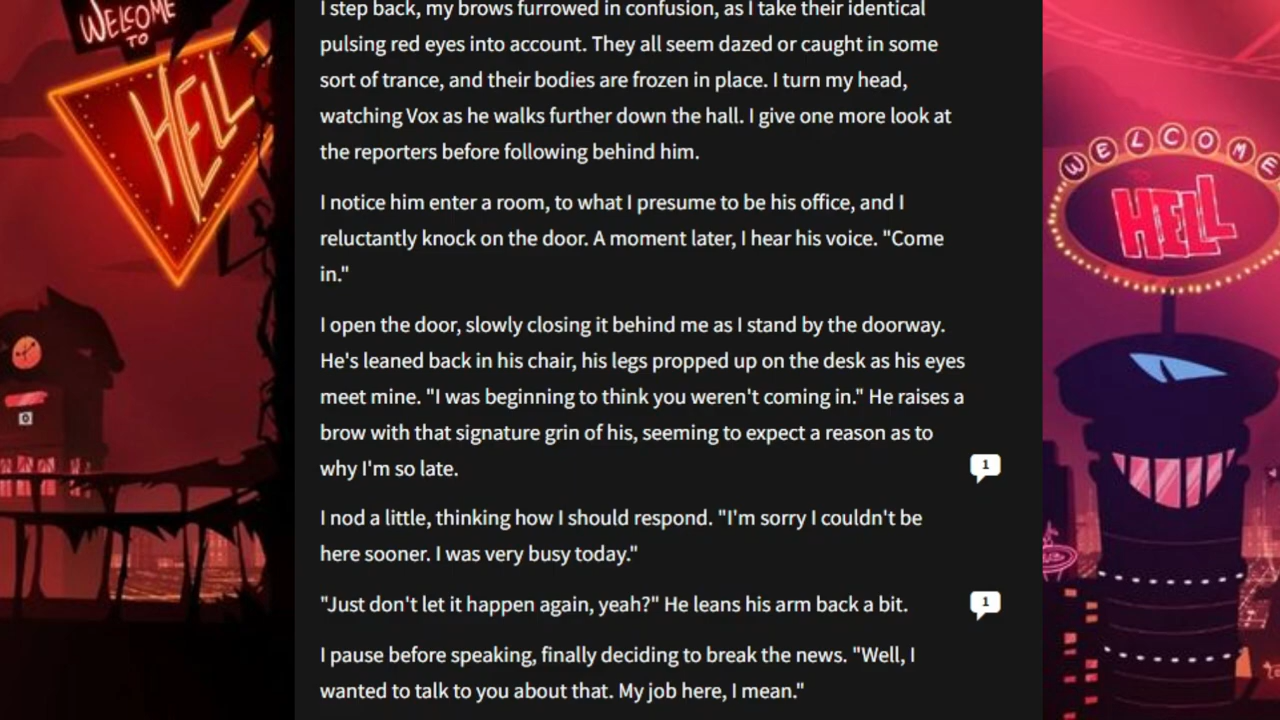 WELCOME
TO
HELL
I step back, my brows furrowed in confusion, as I take their identical
pulsing red eyes into account. They all seem dazed or caught in some
sort of trance, and their bodies are frozen in place. I turn my head,
watching Vox as he walks further down the hall. I give one more look at
the reporters before following behind him.
I notice him enter a room, to what I presume to be his office, and I
reluctantly knock on the door. A moment later, I hear his voice. "Come
in."
I open the door, slowly closing it behind me as I stand by the doorway.
He's leaned back in his chair, his legs propped up on the desk as his eyes
meet mine. "I was beginning to think you weren't coming in." He raises a
brow with that signature grin of his, seeming to expect a reason as to
why I'm so late.
1
I nod a little, thinking how I should respond. "I'm sorry I couldn't be
here sooner. I was very busy today."
"Just don't let it happen again, yeah?" He leans his arm back a bit.
1
I pause before speaking, finally deciding to break the news. "Well, I
wanted to talk to you about that. My job here, I mean."
WELCOME
HELL